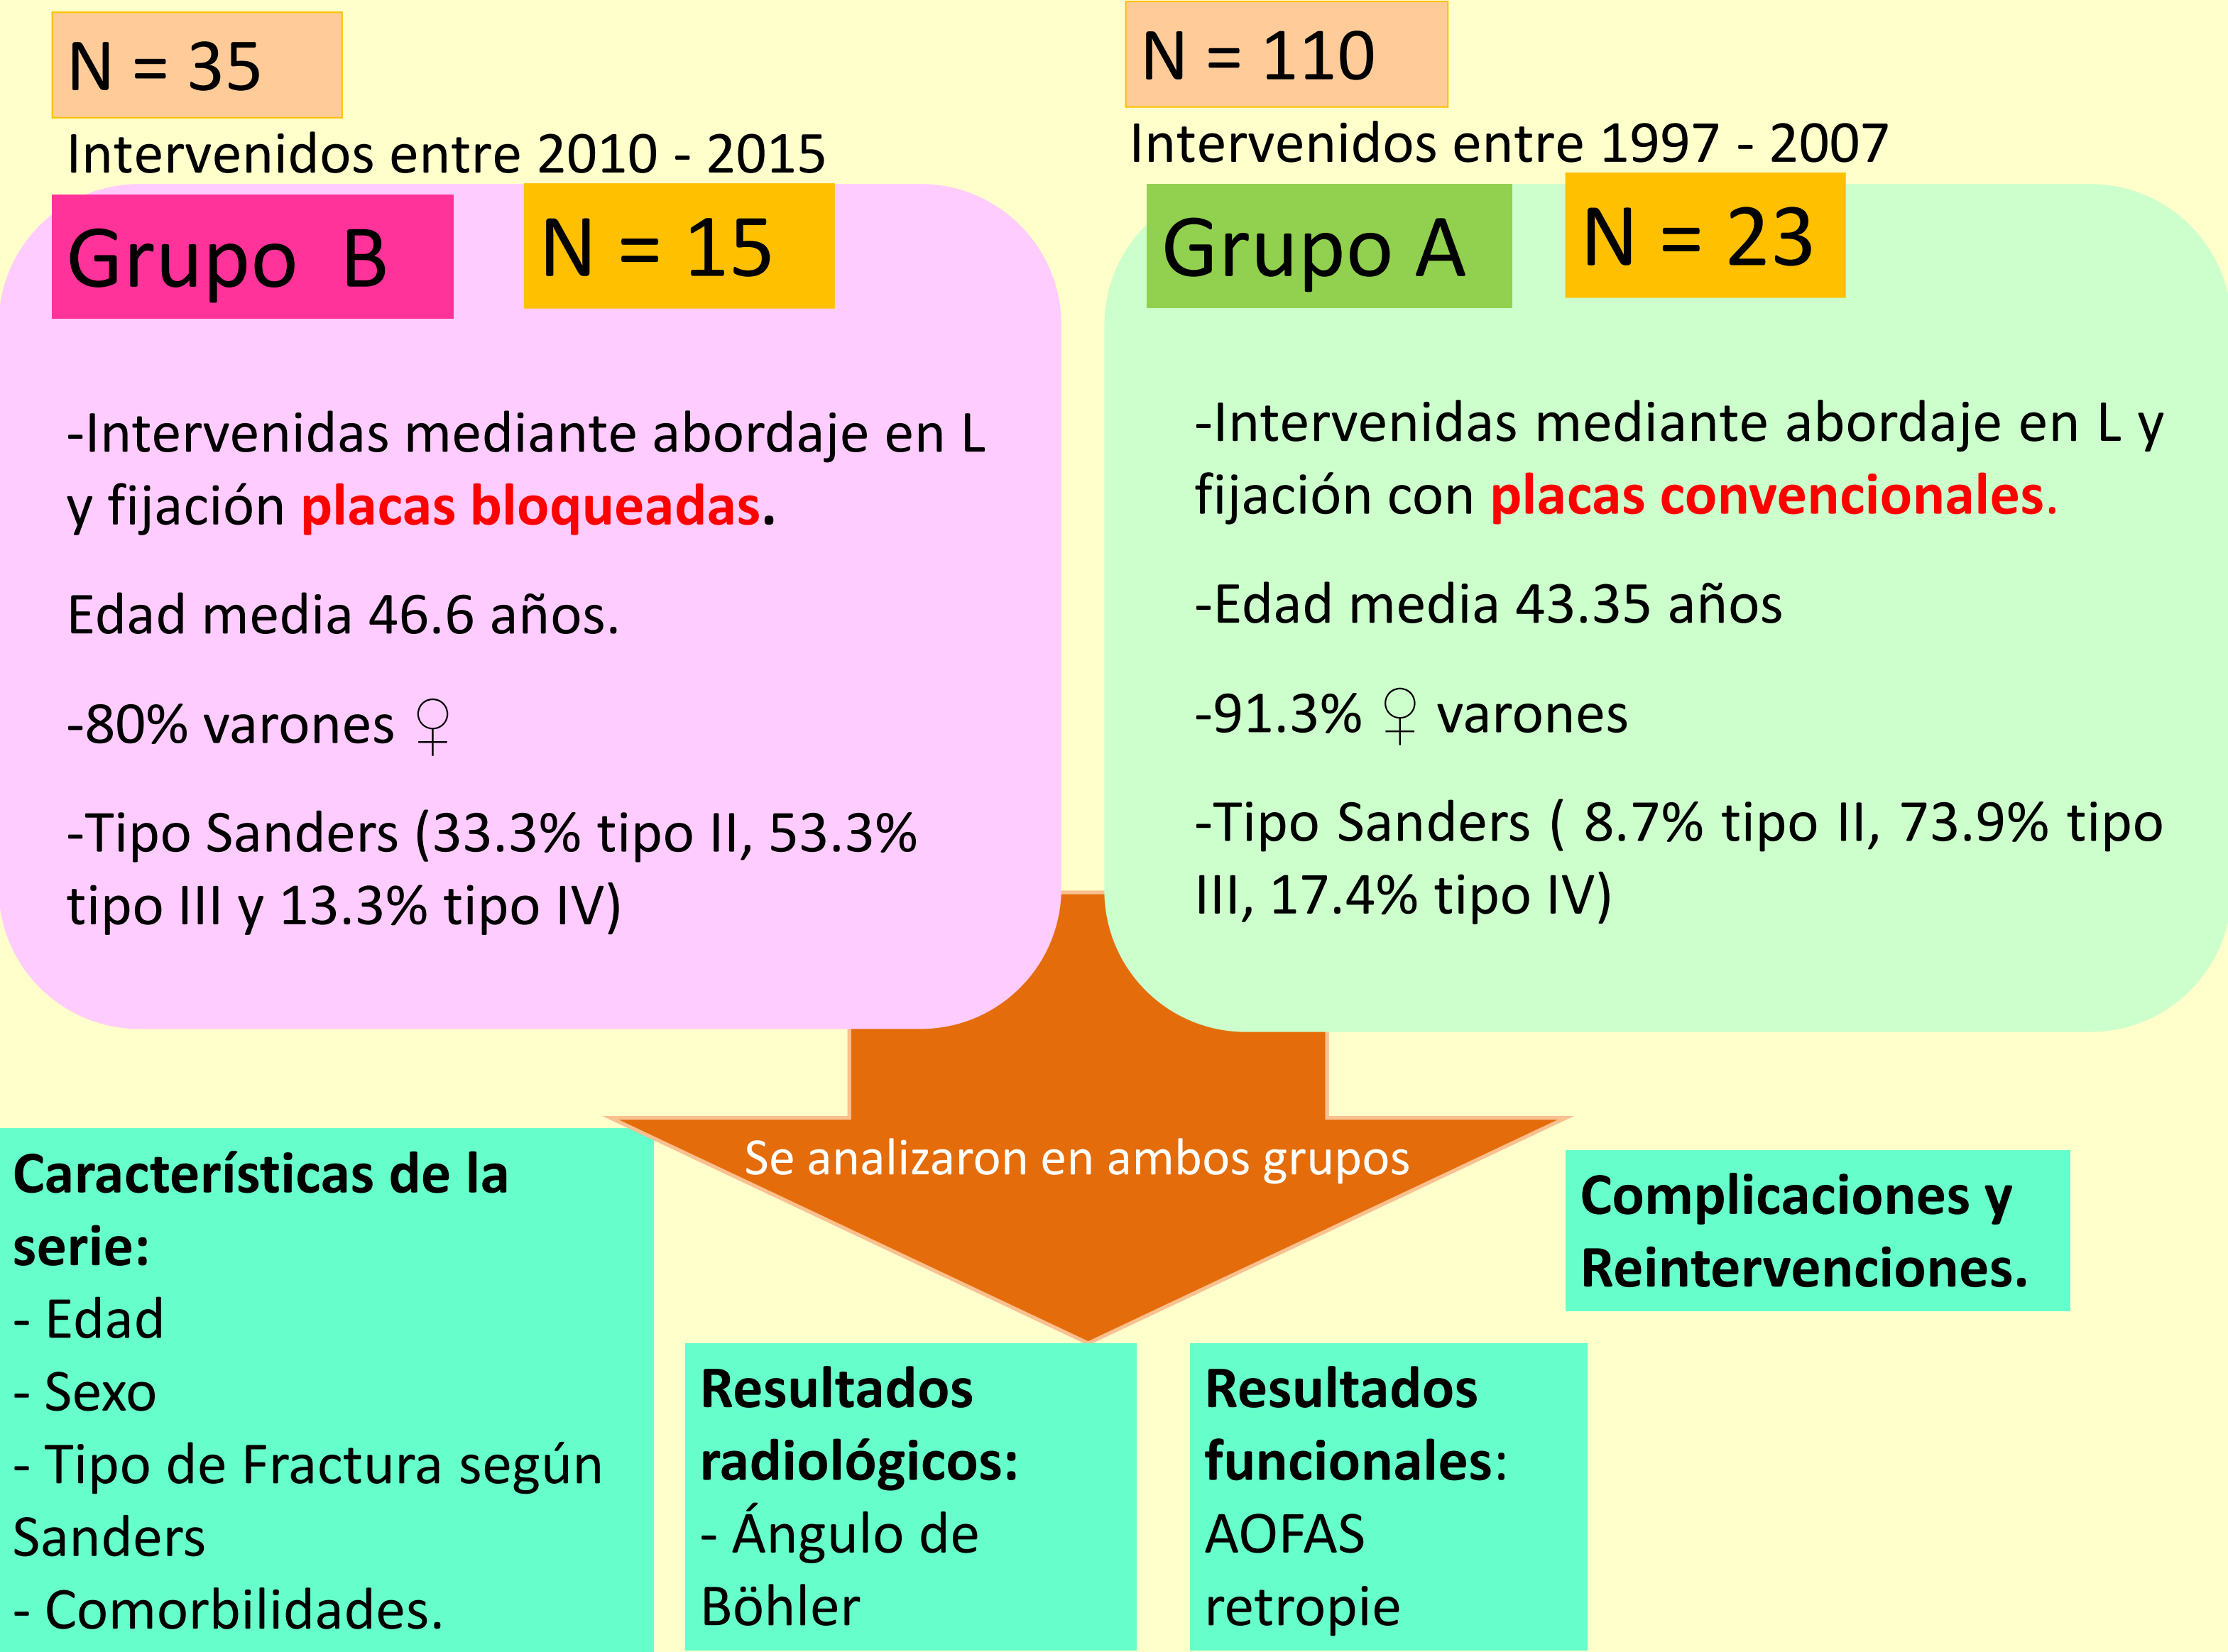 N = 35
Intervenidos entre 2010 - 2015
Grupo B
N = 15
-Intervenidas mediante abordaje en L
y fijación placas bloqueadas.
Edad media 46.6 años.
-80% varones ♀
-Tipo Sanders (33.3% tipo II, 53.3%
tipo III y 13.3% tipo IV)
N = 110
Intervenidos entre 1997 - 2007
Grupo A
N = 23
-Intervenidas mediante abordaje en L y
fijación con placas convencionales.
-Edad media 43.35 años
-91.3% ♀ varones
-Tipo Sanders ( 8.7% tipo II, 73.9% tipo
III, 17.4% tipo IV)
Se analizaron en ambos grupos
Características de la
serie:
- Edad
- Sexo
- Tipo de Fractura según
Sanders
- Comorbilidades.
Resultados
radiológicos:
- Ángulo de
Böhler
Resultados
funcionales:
AOFAS
retropie
Complicaciones y
Reintervenciones.